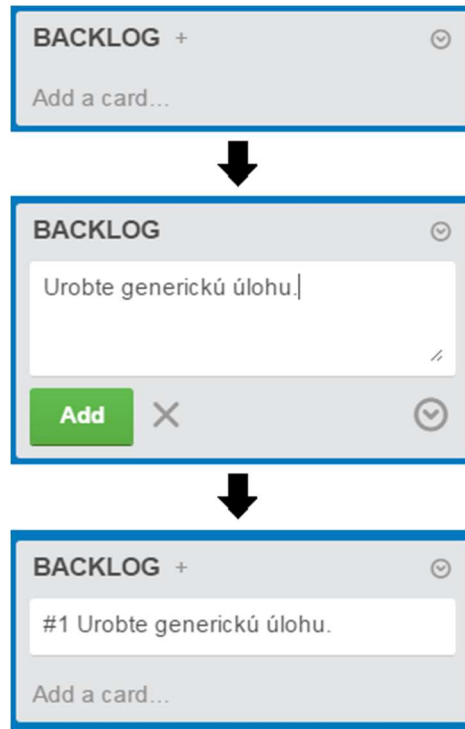 BACKLOG +
Add a card...
BACKLOG
Urobte generickú úlohu.
Add
BACKLOG +
#1 Urobte generickú úlohu.
Add a card...